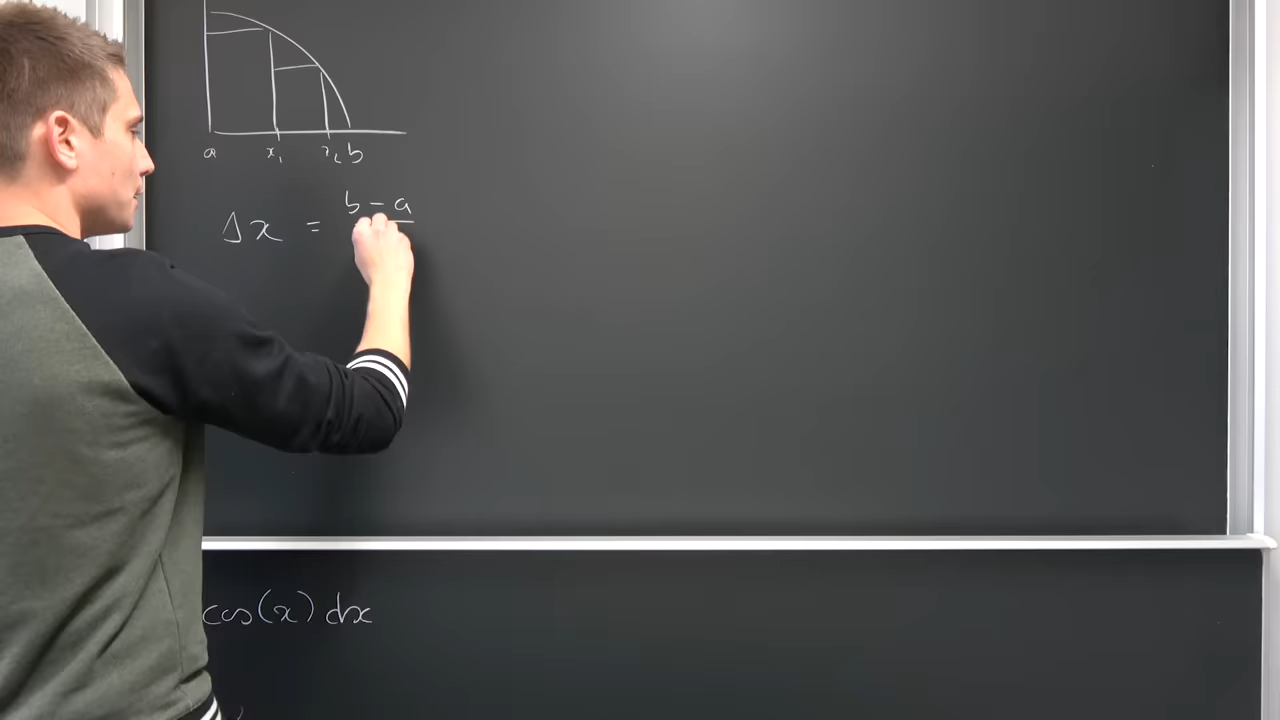 a x₁ x₂ b
Δx = b - a
cos(x) dx